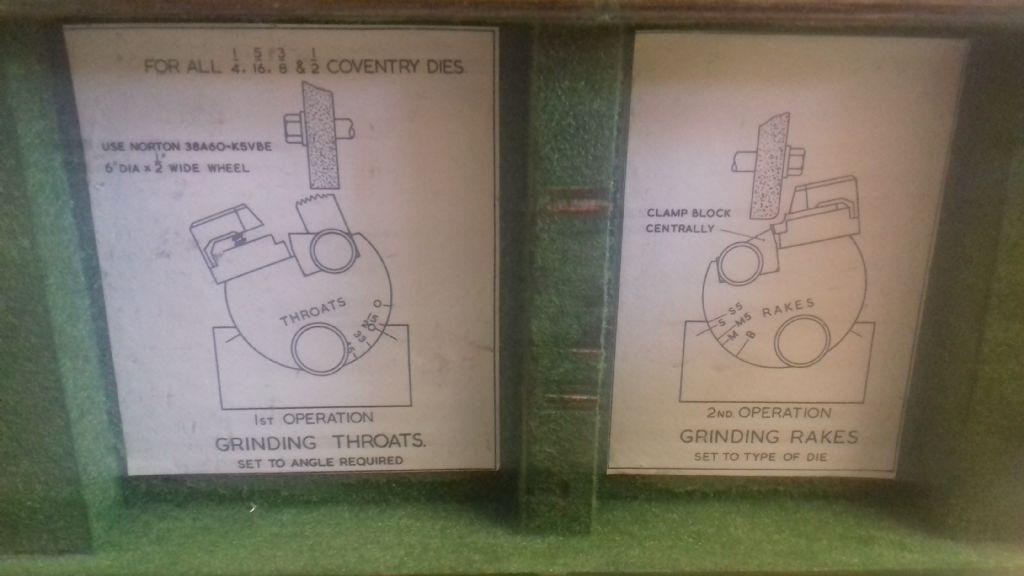 FOR ALL 1/4. 5/16. 3/8 & 1/2 COVENTRY DIES.
USE NORTON 38A60-K5VBE
6" DIA x 1/2" WIDE WHEEL
THROATS
O
1ST OPERATION
GRINDING THROATS.
SET TO ANGLE REQUIRED
CLAMP BLOCK
CENTRALLY
RAKES
S5
S
M5
M
B
2ND. OPERATION
GRINDING RAKES
SET TO TYPE OF DIE